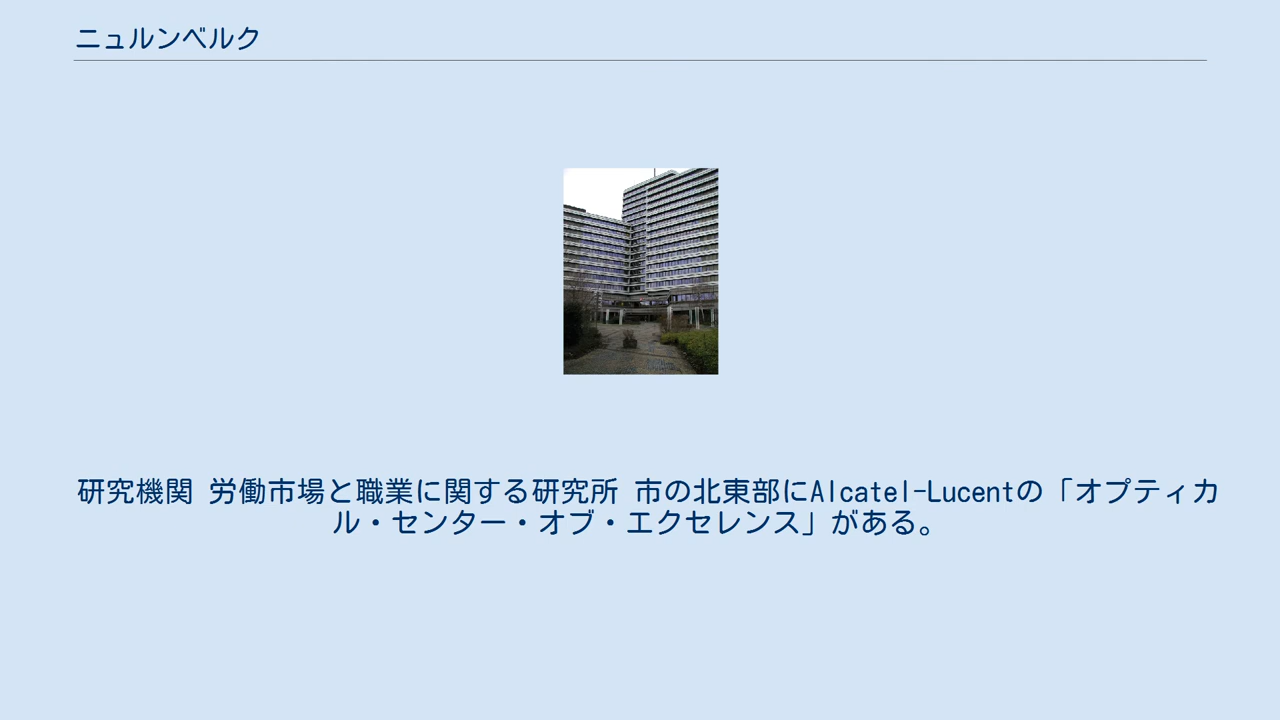 ニュルンベルク
研究機関 労働市場と職業に関する研究所 市の北東部にAlcatel-Lucentの「オプティカ
ル・センター・オブ・エクセレンス」がある。